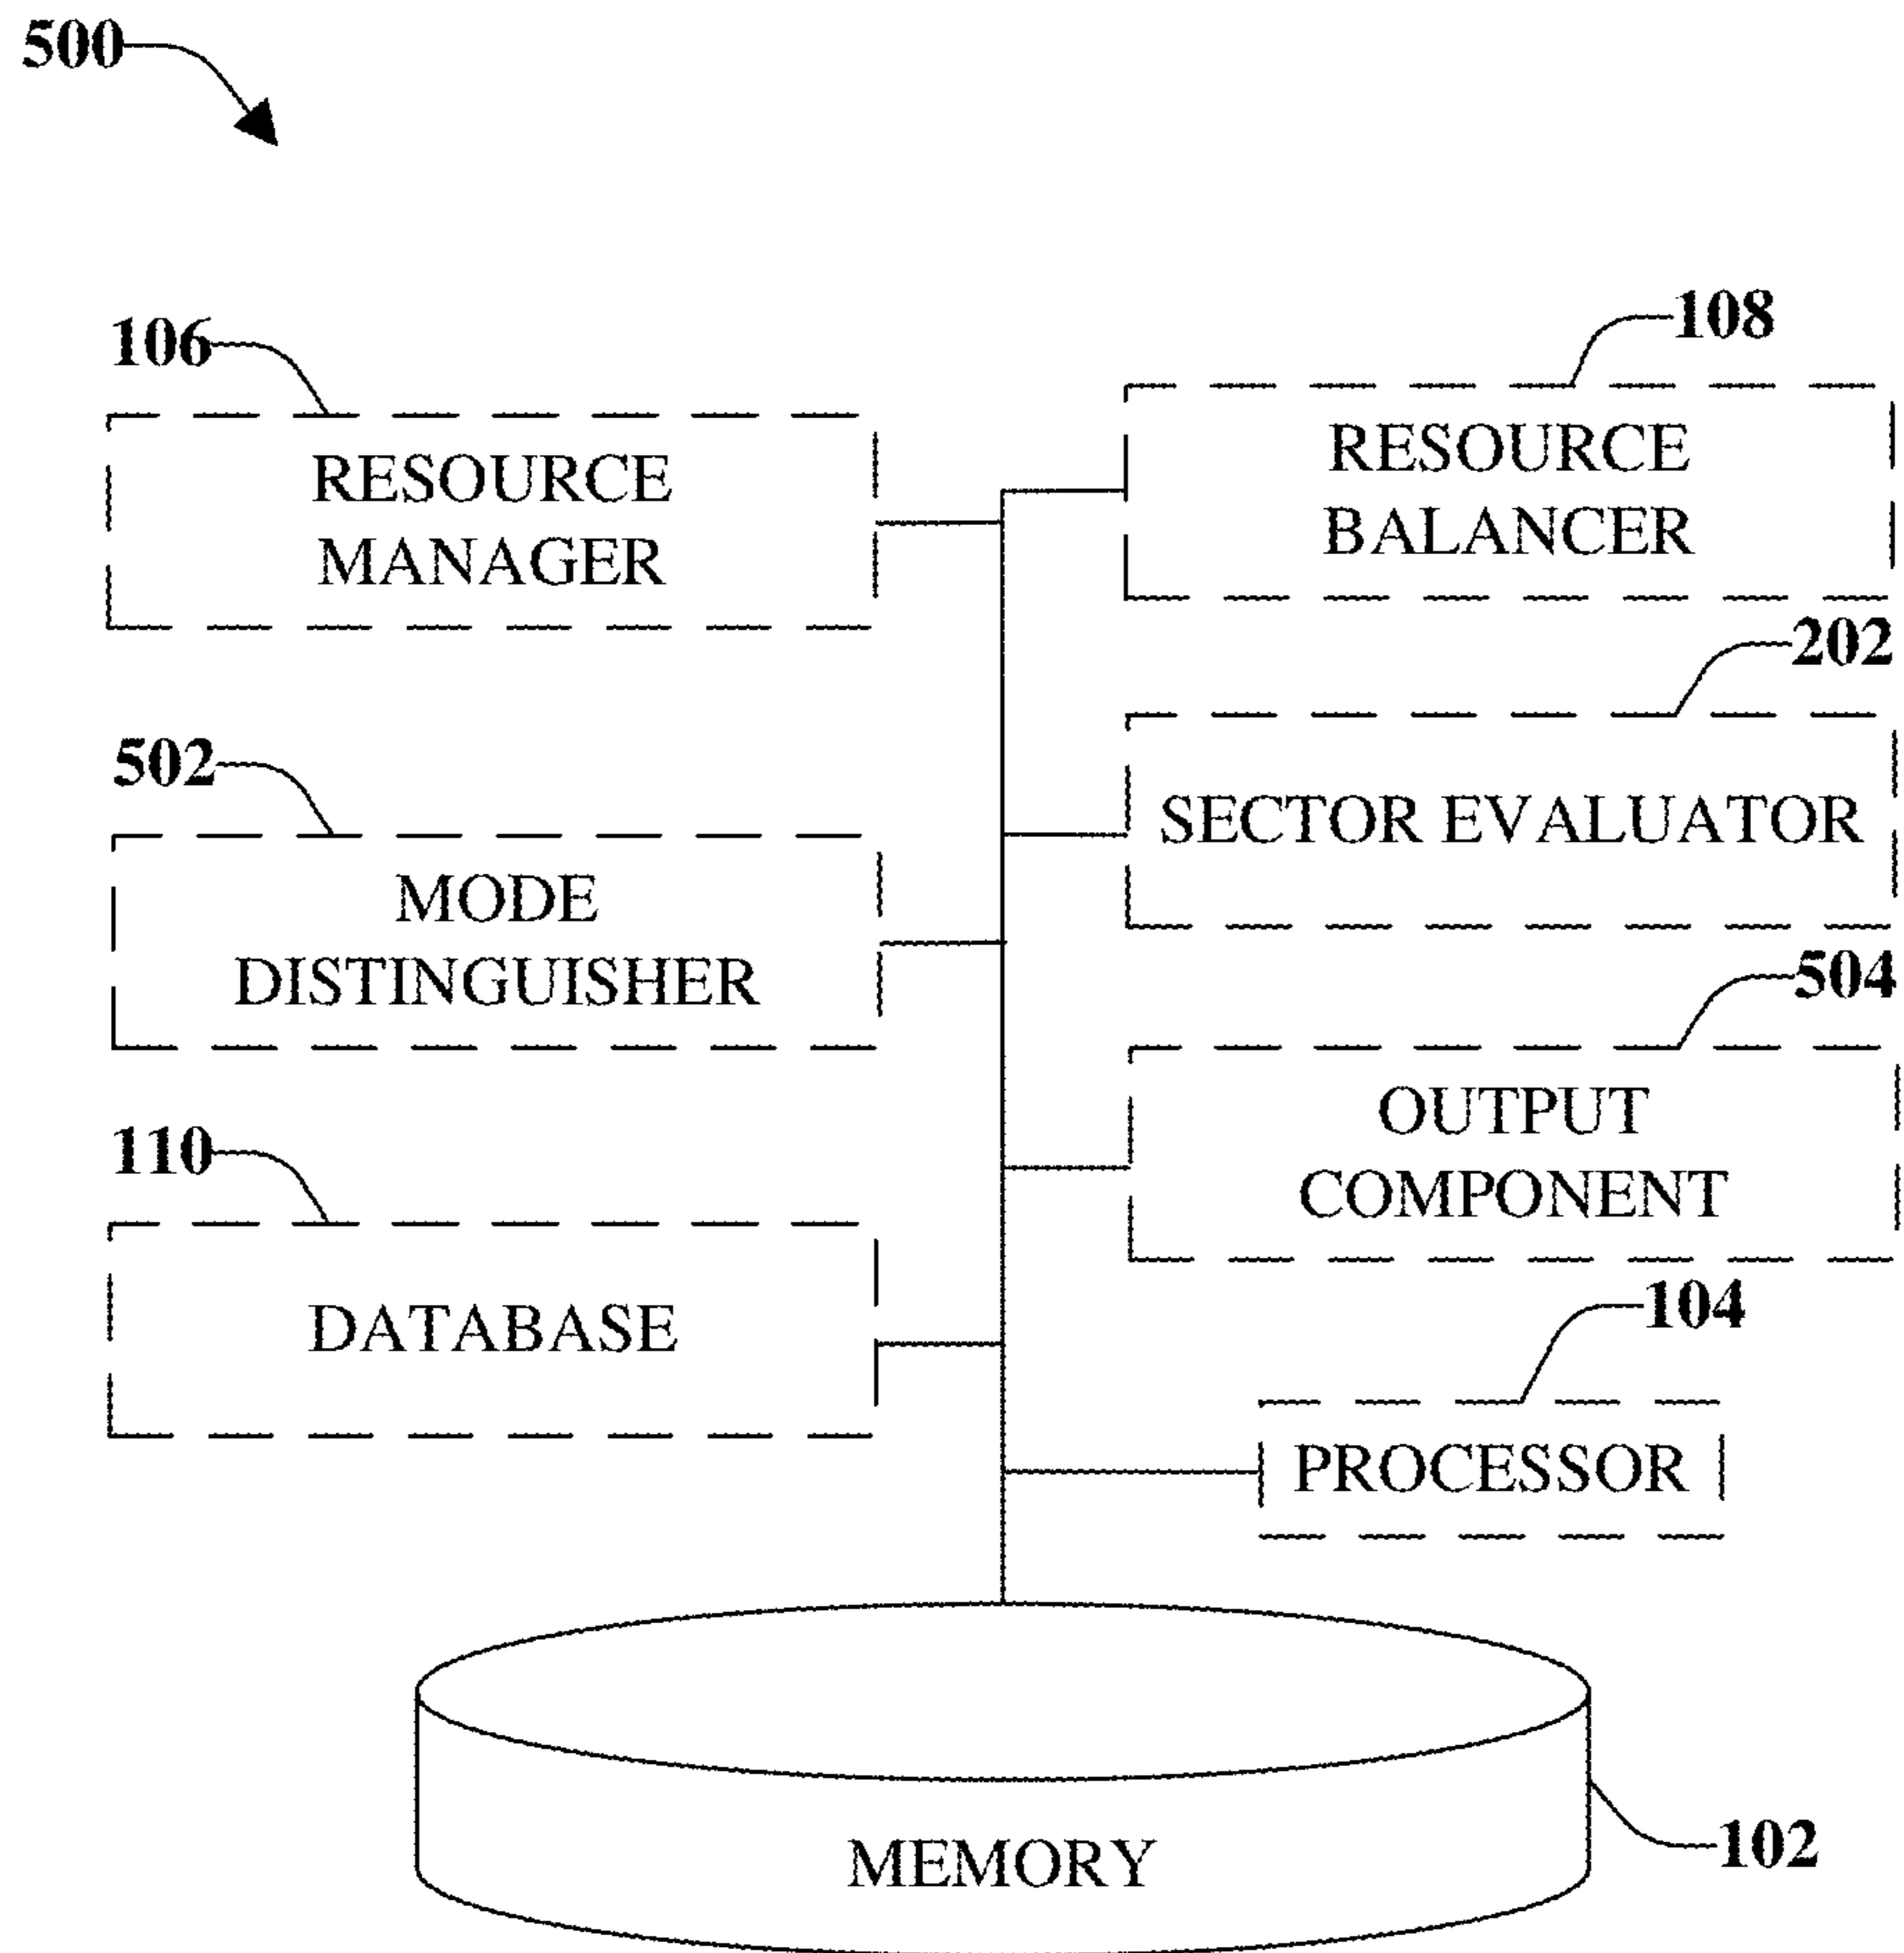 500
106
108
RESOURCE
MANAGER
RESOURCE
BALANCER
202
502
SECTOR EVALUATOR
MODE
DISTINGUISHER
504
OUTPUT
COMPONENT
110
DATABASE
104
PROCESSOR
MEMORY
102